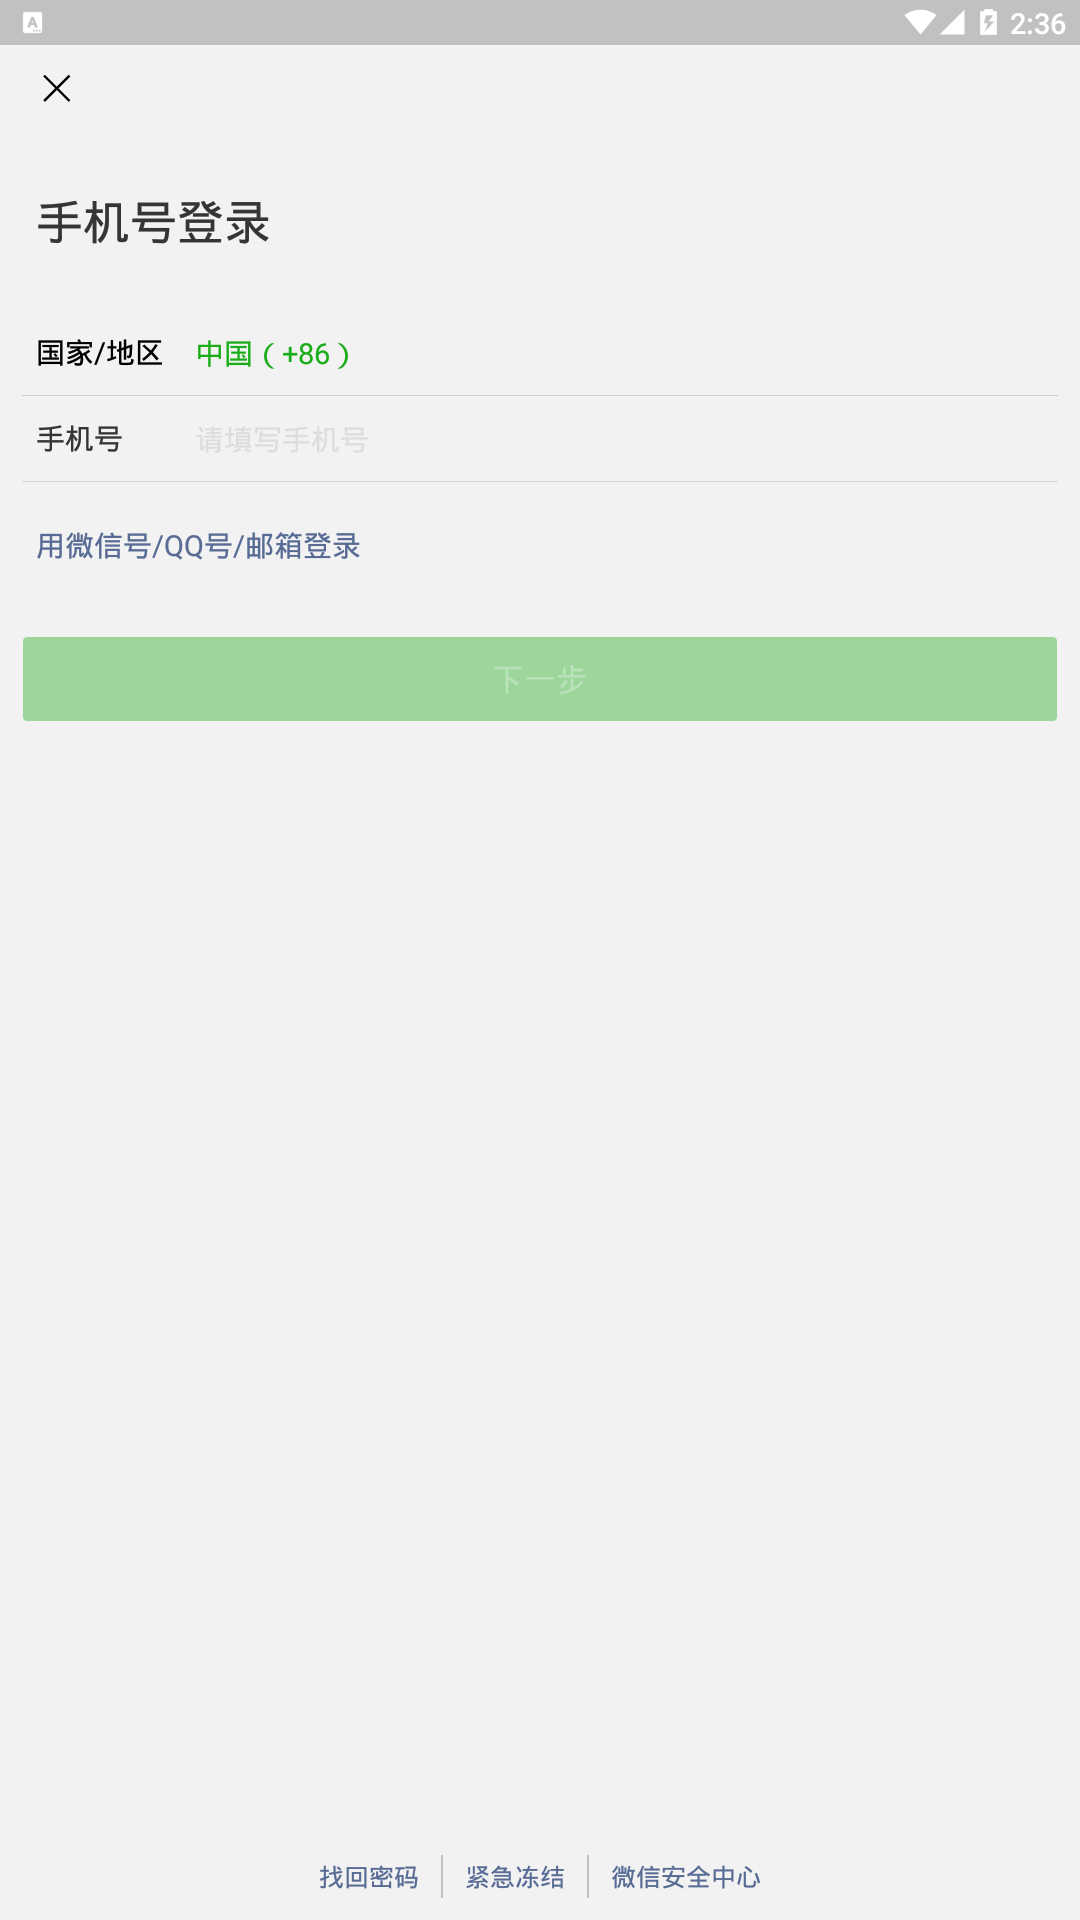 2:36
手机号登录
国家/地区 中国（+86）
手机号 请填写手机号
用微信号/QQ号/邮箱登录
下一步
找回密码 紧急冻结 微信安全中心